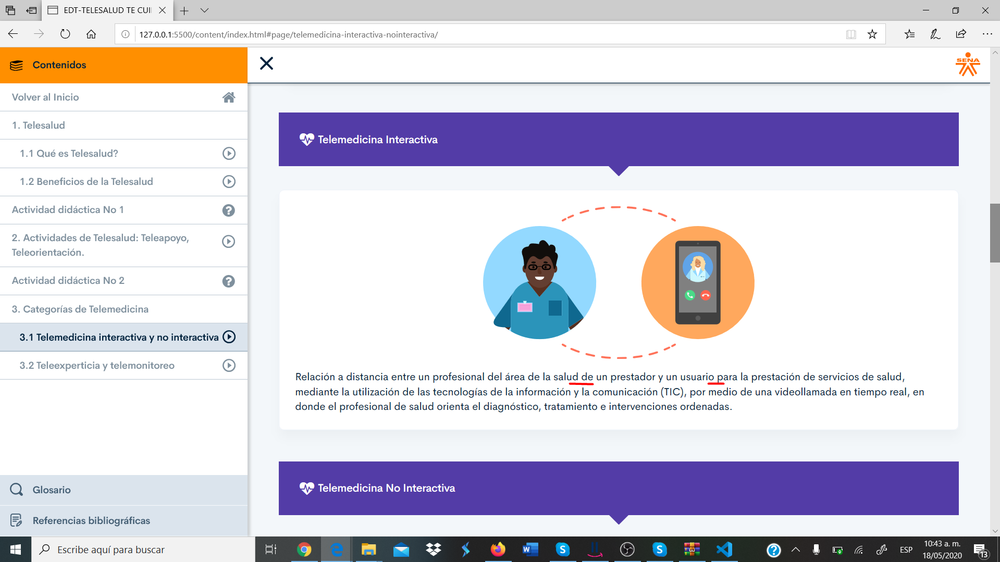 EDT-TELESALUD TE CUI
127.0.0.1:5500/content/index.html#page/telemedicina-interactiva-nointeractiva/
Contenidos
SENA
Volver al Inicio
1. Telesalud
1.1 Qué es Telesalud?
1.2 Beneficios de la Telesalud
Actividad didáctica No 1
2. Actividades de Telesalud: Teleapoyo,
Teleorientación.
Actividad didáctica No 2
3. Categorías de Telemedicina
3.1 Telemedicina interactiva y no interactiva
3.2 Teleexperticia y telemonitoreo
Glosario
Referencias bibliográficas
Telemedicina Interactiva
Relación a distancia entre un profesional del área de la salud de un prestador y un usuario para la prestación de servicios de salud,
mediante la utilización de las tecnologías de la información y la comunicación (TIC), por medio de una videollamada en tiempo real, en
donde el profesional de salud orienta el diagnóstico, tratamiento e intervenciones ordenadas.
Telemedicina No Interactiva
Escribe aquí para buscar
ESP
10:43 a. m.
18/05/2020
13